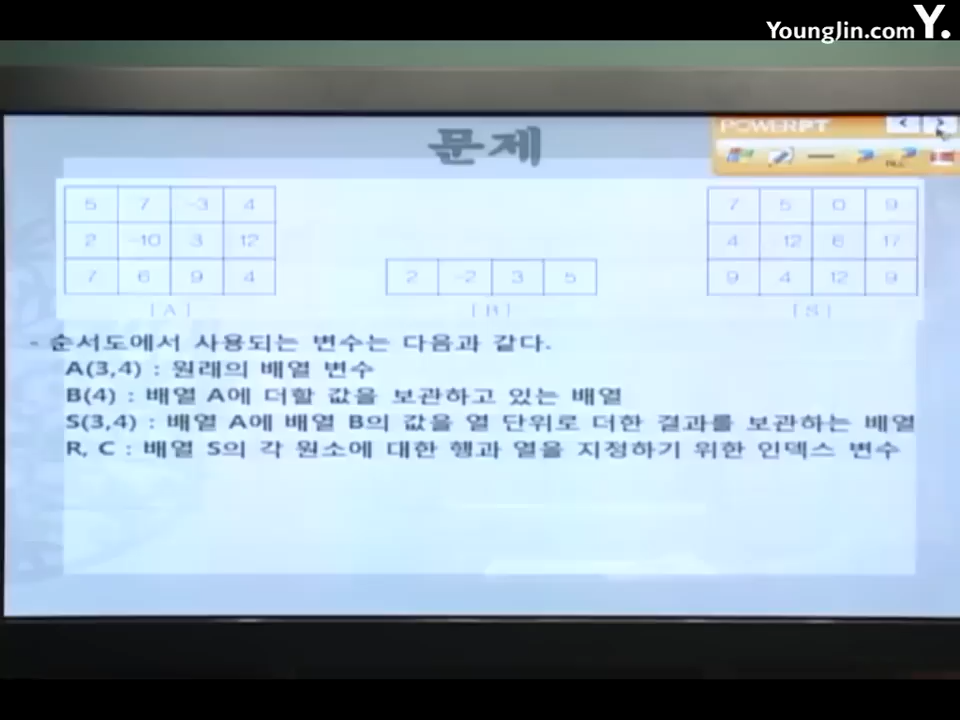 YoungJin.com Y.
문제
POWERPT
5 7 -3 4
2 -10 3 12
7 6 9 4
[A]
2 -2 3 5
[B]
7 5 0 9
4 -12 6 17
9 4 12 9
[S]
- 순서도에서 사용되는 변수는 다음과 같다.
A(3,4) : 원래의 배열 변수
B(4) : 배열 A에 더할 값을 보관하고 있는 배열
S(3,4) : 배열 A에 배열 B의 값을 열 단위로 더한 결과를 보관하는 배열
R, C : 배열 S의 각 원소에 대한 행과 열을 지정하기 위한 인덱스 변수